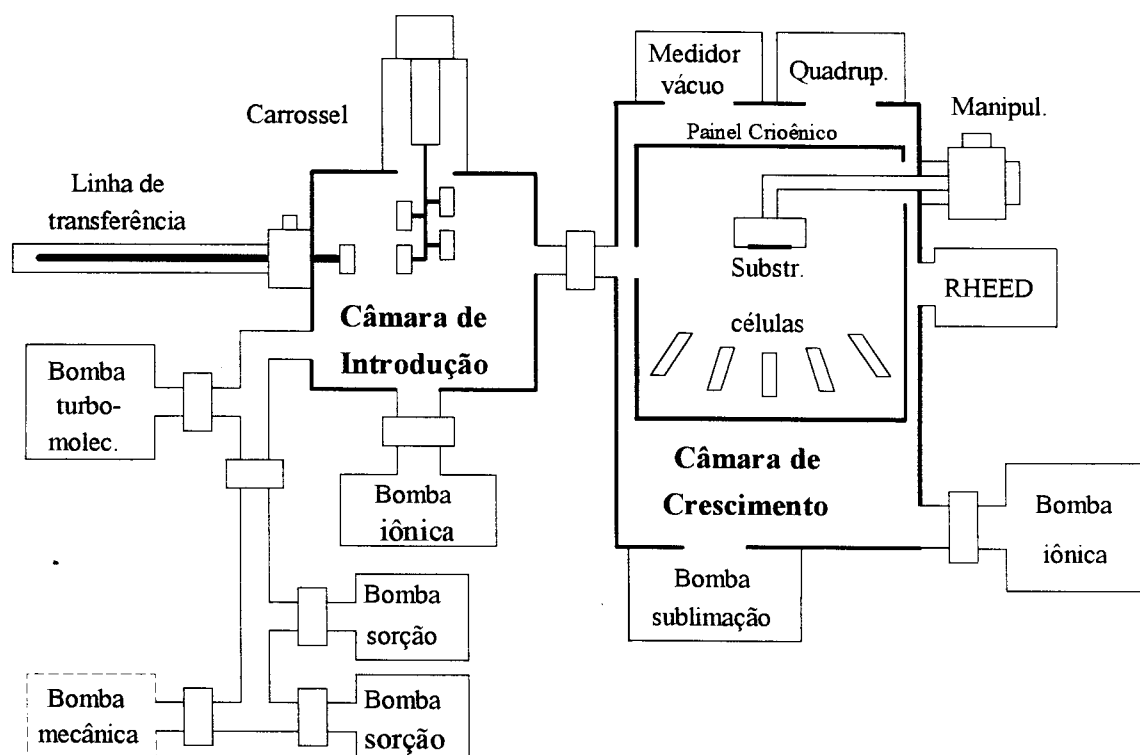 Carrossel
Linha de
transferência
Câmara de
Introdução
Bomba
turbo-
molec.
Bomba
iônica
Bomba
sorção
Bomba
mecânica
Bomba
sorção
Medidor
vácuo
Quadrup.
Manipul.
Painel Crioênico
Substr.
células
RHEED
Câmara de
Crescimento
Bomba
iônica
Bomba
sublimação